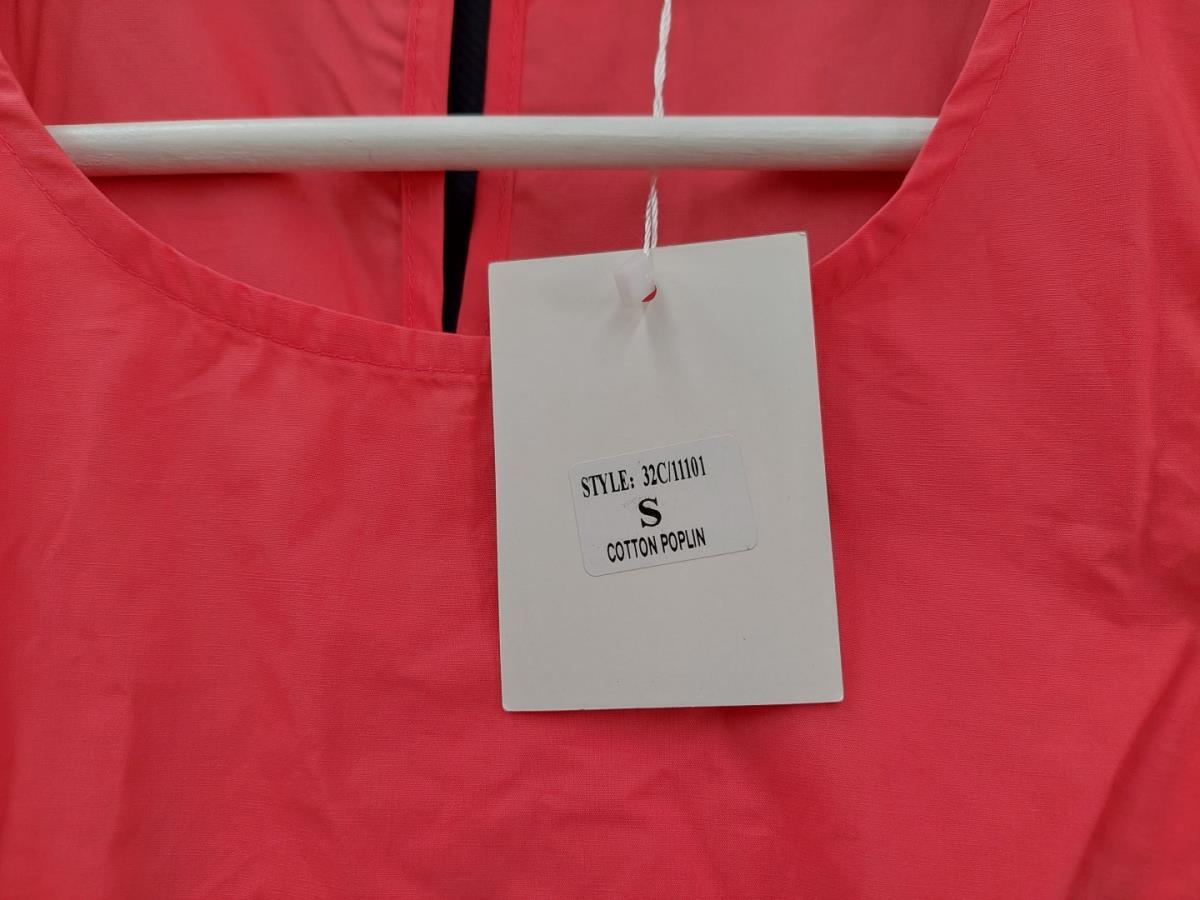 STYLE: 32C/11101
S
COTTON POPLIN